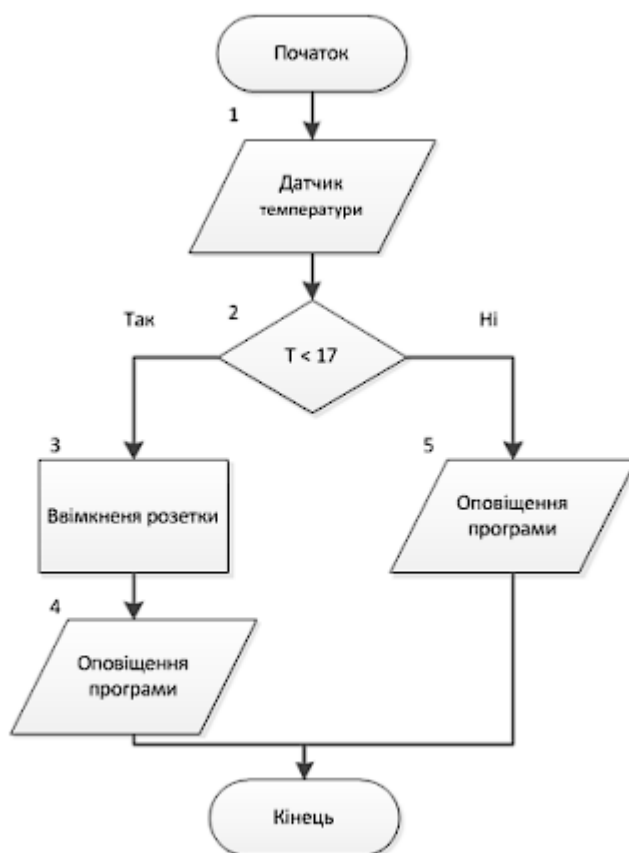 Початок
1
Датчик
температури
Так
2
Ні
T < 17
3
5
Ввімкненя розетки
Оповіщення
програми
4
Оповіщення
програми
Кінець